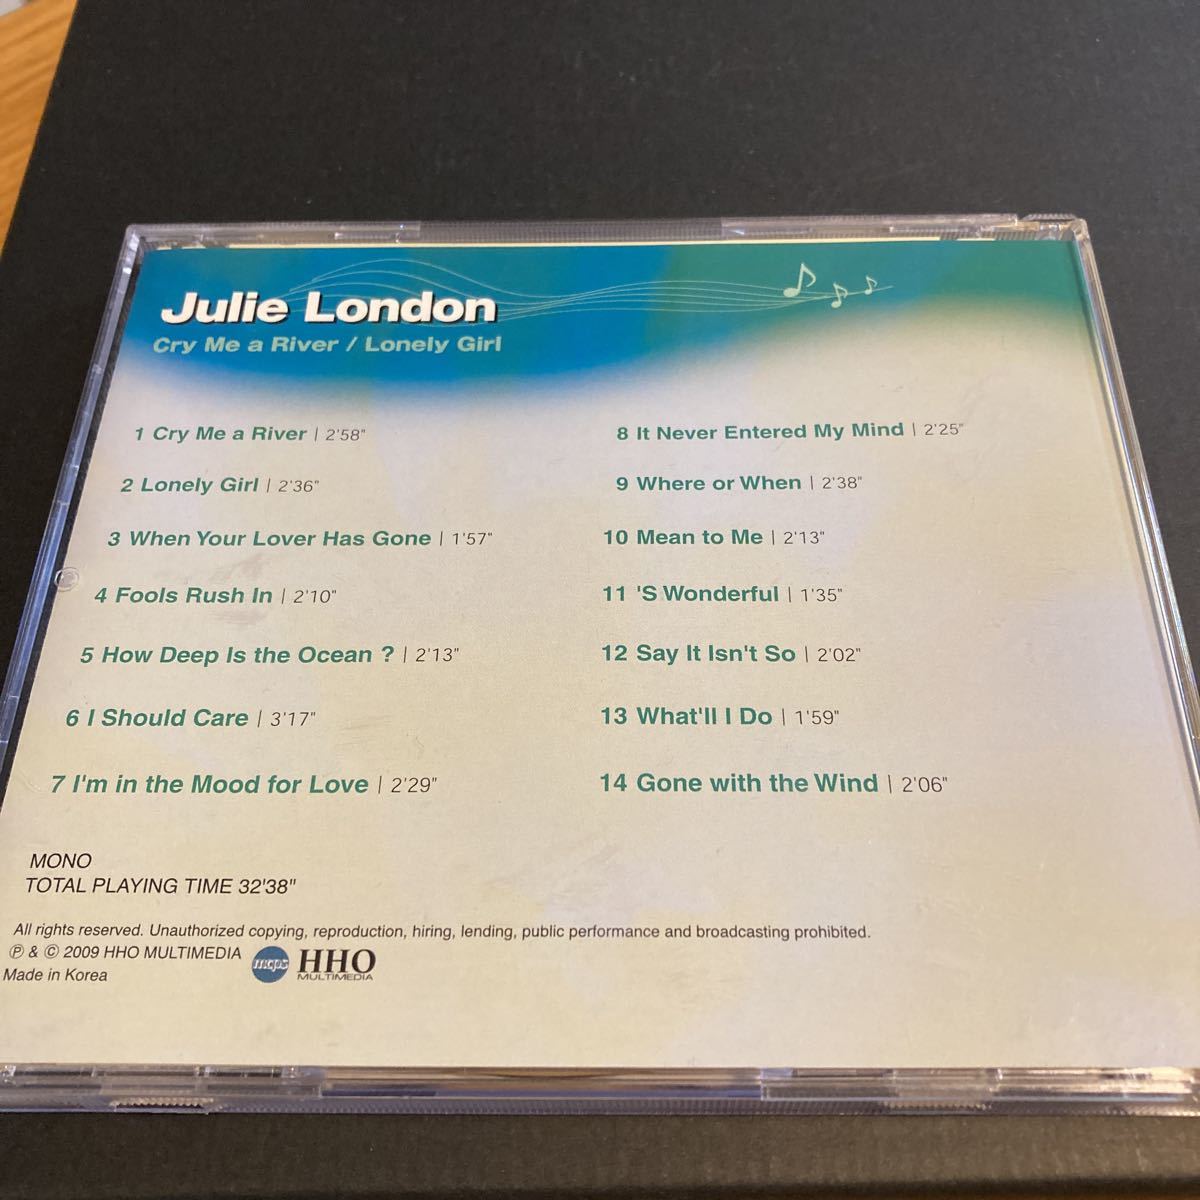 Julie London
Cry Me a River / Lonely Girl
1 Cry Me a River | 2'58"
2 Lonely Girl | 2'36"
3 When Your Lover Has Gone | 1'57"
4 Fools Rush In | 2'10"
5 How Deep Is the Ocean ? | 2'13"
6 I Should Care | 3'17"
7 I'm in the Mood for Love | 2'29"
8 It Never Entered My Mind | 2'25"
9 Where or When | 2'38"
10 Mean to Me | 2'13"
11 'S Wonderful | 1'35"
12 Say It Isn't So | 2'02"
13 What'll I Do | 1'59"
14 Gone with the Wind | 2'06"
MONO
TOTAL PLAYING TIME 32'38"
All rights reserved. Unauthorized copying, reproduction, hiring, lending, public performance and broadcasting prohibited.
℗ & © 2009 HHO MULTIMEDIA
Made in Korea
mcps
HHO
MULTIMEDIA